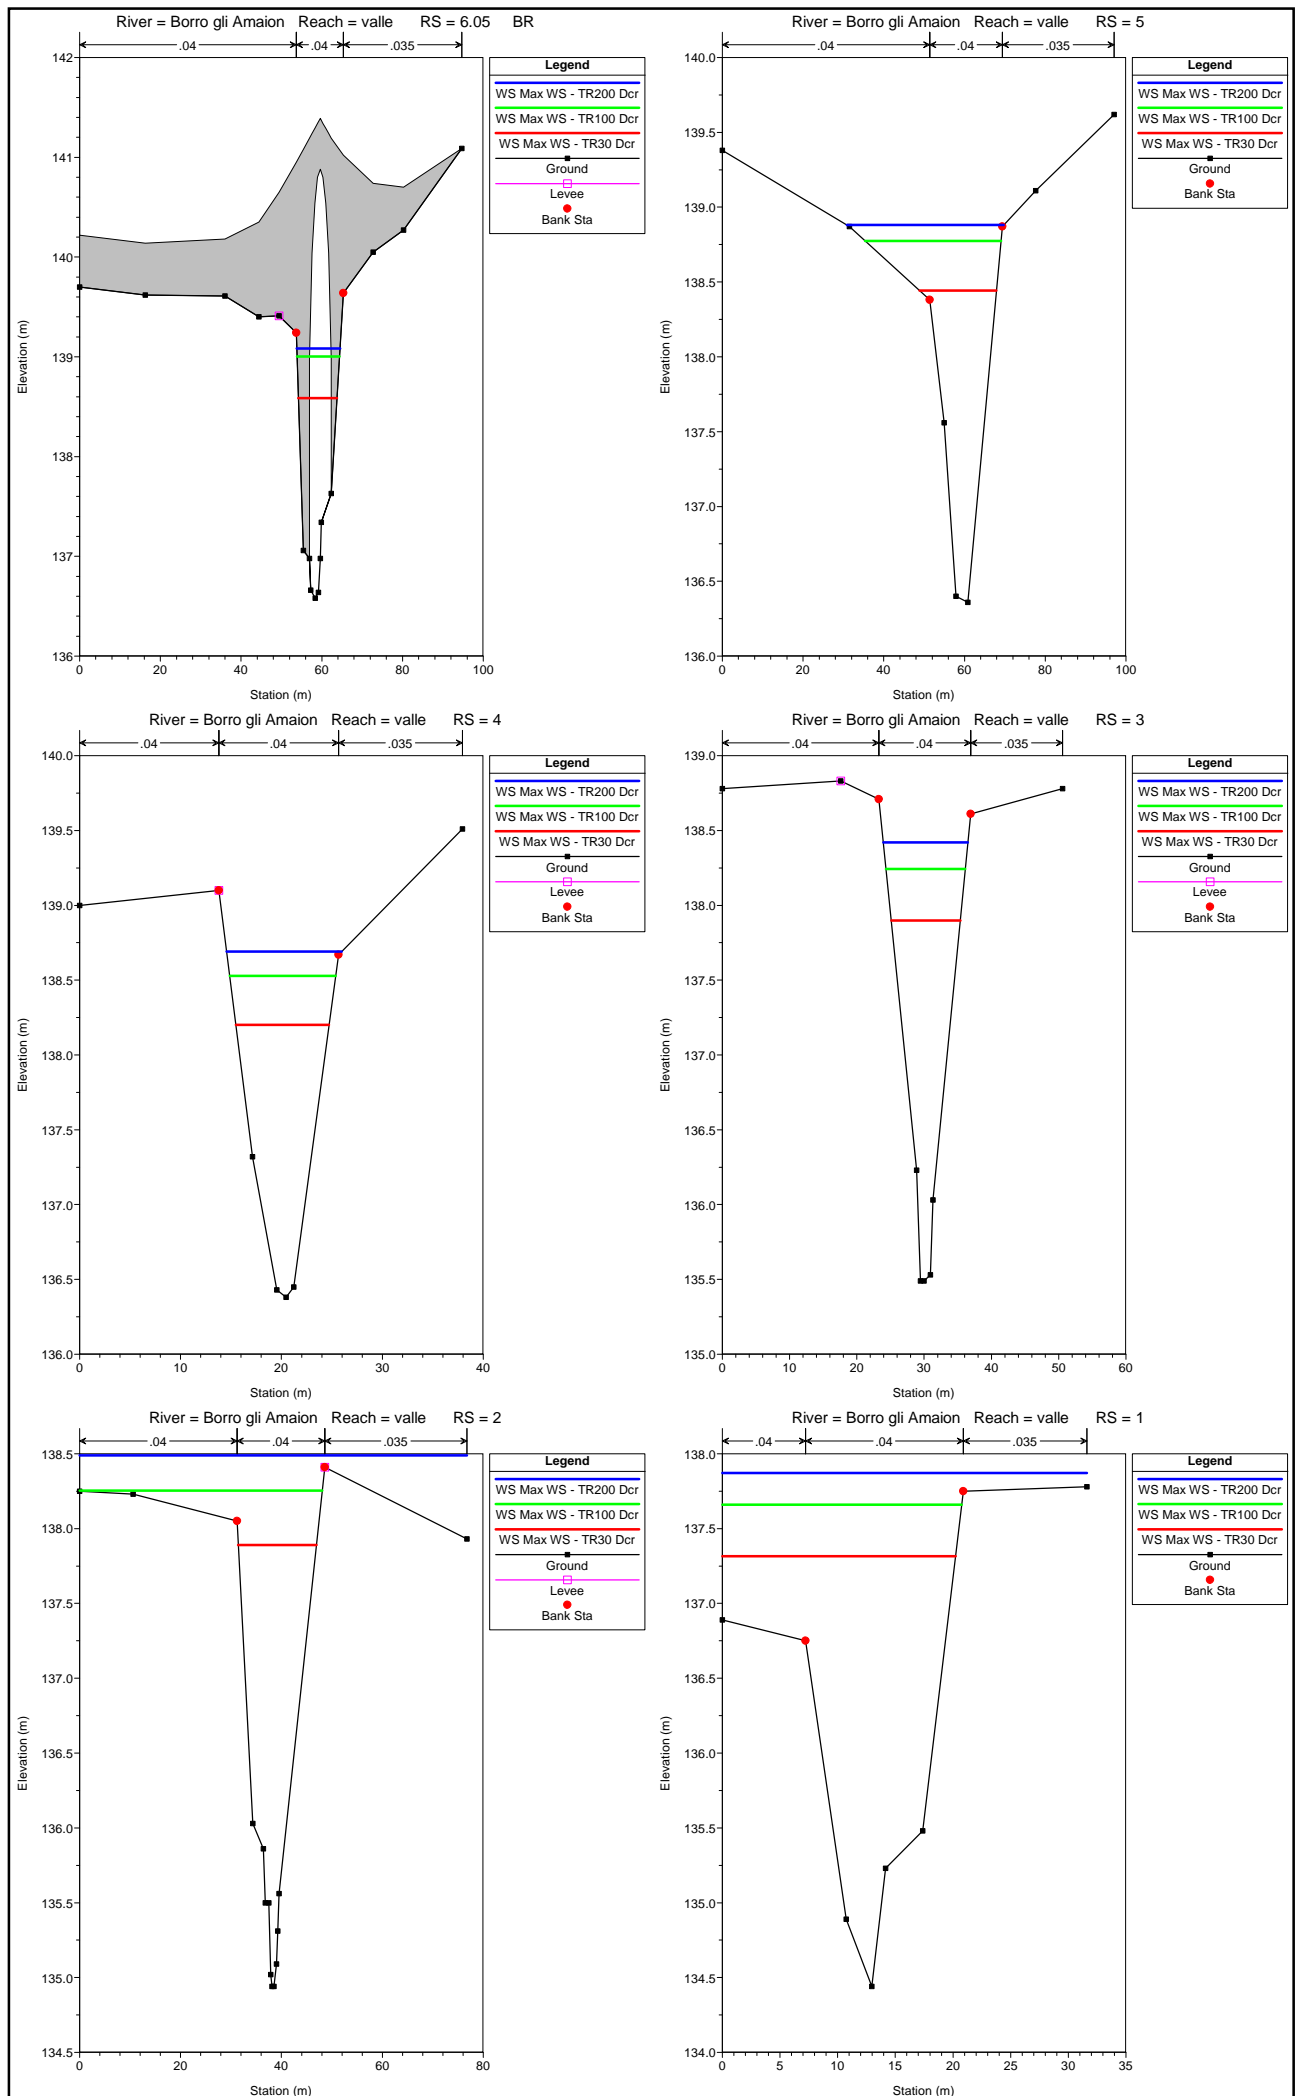 River = Borro gli Amaion Reach = valle RS = 6.05 BR
.04 .04 .035
142
141
140
139
138
137
136
0 20 40 60 80 100
Station (m)
Elevation (m)
Legend
WS Max WS - TR200 Dcr
WS Max WS - TR100 Dcr
WS Max WS - TR30 Dcr
Ground
Levee
Bank Sta
River = Borro gli Amaion Reach = valle RS = 5
.04 .04 .035
140.0
139.5
139.0
138.5
138.0
137.5
137.0
136.5
136.0
0 20 40 60 80 100
Station (m)
Elevation (m)
Legend
WS Max WS - TR200 Dcr
WS Max WS - TR100 Dcr
WS Max WS - TR30 Dcr
Ground
Bank Sta
River = Borro gli Amaion Reach = valle RS = 4
.04 .04 .035
140.0
139.5
139.0
138.5
138.0
137.5
137.0
136.5
136.0
0 10 20 30 40
Station (m)
Elevation (m)
Legend
WS Max WS - TR200 Dcr
WS Max WS - TR100 Dcr
WS Max WS - TR30 Dcr
Ground
Levee
Bank Sta
River = Borro gli Amaion Reach = valle RS = 3
.04 .04 .035
139.0
138.5
138.0
137.5
137.0
136.5
136.0
135.5
135.0
0 10 20 30 40 50 60
Station (m)
Elevation (m)
Legend
WS Max WS - TR200 Dcr
WS Max WS - TR100 Dcr
WS Max WS - TR30 Dcr
Ground
Levee
Bank Sta
River = Borro gli Amaion Reach = valle RS = 2
.04 .04 .035
138.5
138.0
137.5
137.0
136.5
136.0
135.5
135.0
134.5
0 20 40 60 80
Station (m)
Elevation (m)
Legend
WS Max WS - TR200 Dcr
WS Max WS - TR100 Dcr
WS Max WS - TR30 Dcr
Ground
Levee
Bank Sta
River = Borro gli Amaion Reach = valle RS = 1
.04 .04 .035
138.0
137.5
137.0
136.5
136.0
135.5
135.0
134.5
134.0
0 5 10 15 20 25 30 35
Station (m)
Elevation (m)
Legend
WS Max WS - TR200 Dcr
WS Max WS - TR100 Dcr
WS Max WS - TR30 Dcr
Ground
Bank Sta